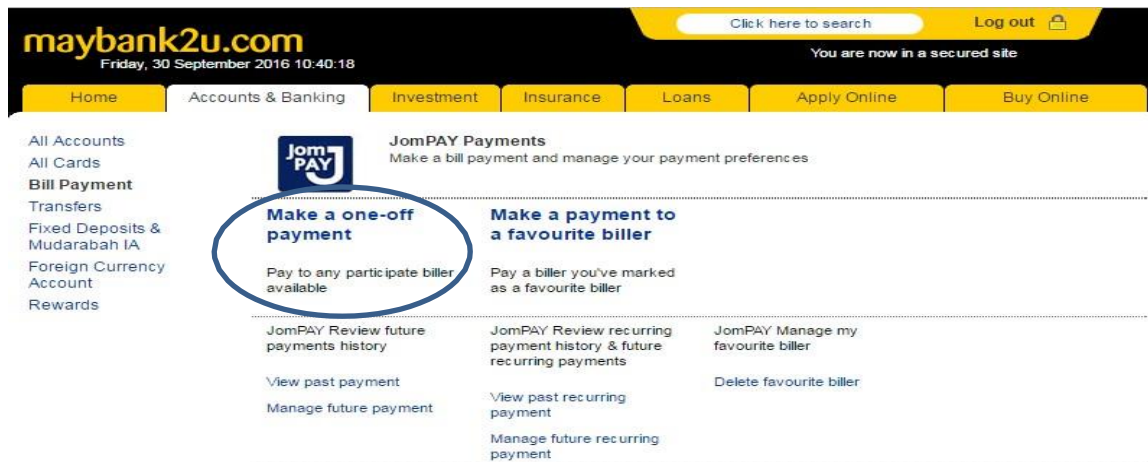 maybank2u.com
Friday, 30 September 2016 10:40:18
Click here to search
Log out
You are now in a secured site
Home
Accounts & Banking
Investment
Insurance
Loans
Apply Online
Buy Online
All Accounts
All Cards
Bill Payment
Transfers
Fixed Deposits &
Mudarabah IA
Foreign Currency
Account
Rewards
Jom
PAY
JomPAY Payments
Make a bill payment and manage your payment preferences
Make a one-off
payment
Pay to any participate biller
available
Make a payment to
a favourite biller
Pay a biller you've marked
as a favourite biller
JomPAY Review future
payments history
View past payment
Manage future payment
JomPAY Review recurring
payment history & future
recurring payments
View past recurring
payment
Manage future recurring
payment
JomPAY Manage my
favourite biller
Delete favourite biller